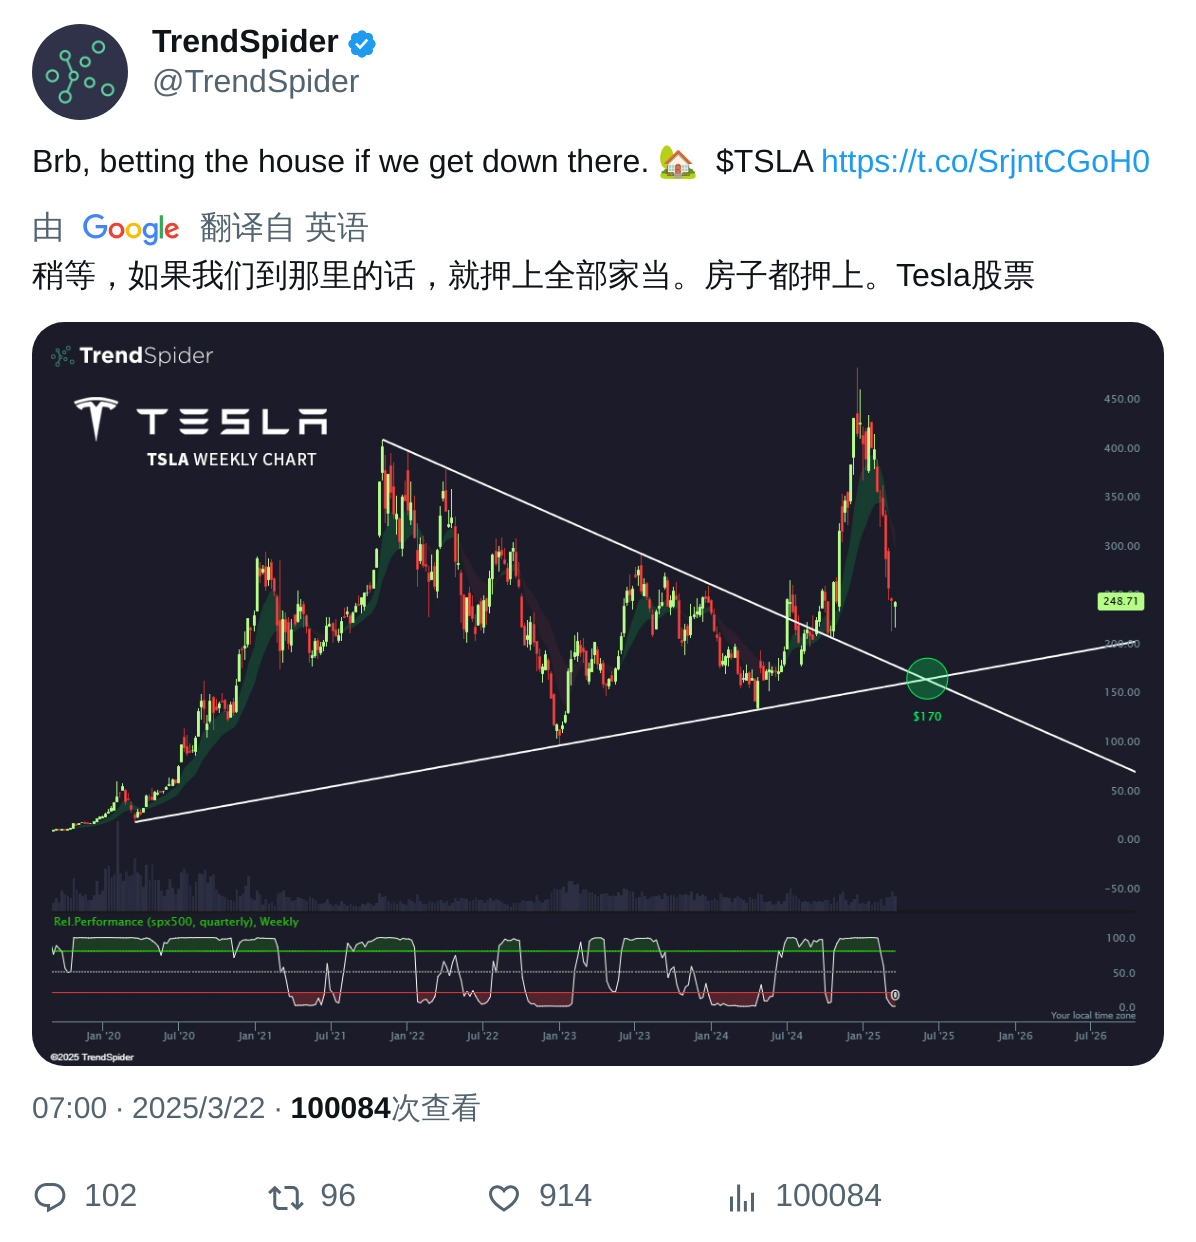 TrendSpider
@TrendSpider
Brb, betting the house if we get down there. 🏡 $TSLA https://t.co/SrjntCGoH0
由 Google 翻译自 英语
稍等，如果我们到那里的话，就押上全部家当。房子都押上。Tesla股票
TrendSpider
TESLA
TSLA WEEKLY CHART
450.00
400.00
350.00
300.00
248.71
200.00
150.00
$170
100.00
50.00
0.00
-50.00
Rel.Performance (spx500, quarterly), Weekly
100.0
50.0
0.0
Your local time zone
Jan '20 Jul '20 Jan '21 Jul '21 Jan '22 Jul '22 Jan '23 Jul '23 Jan '24 Jul '24 Jan '25 Jul '25 Jan '26 Jul '26
©2025 TrendSpider
07:00 · 2025/3/22 · 100084次查看
102 96 914 100084